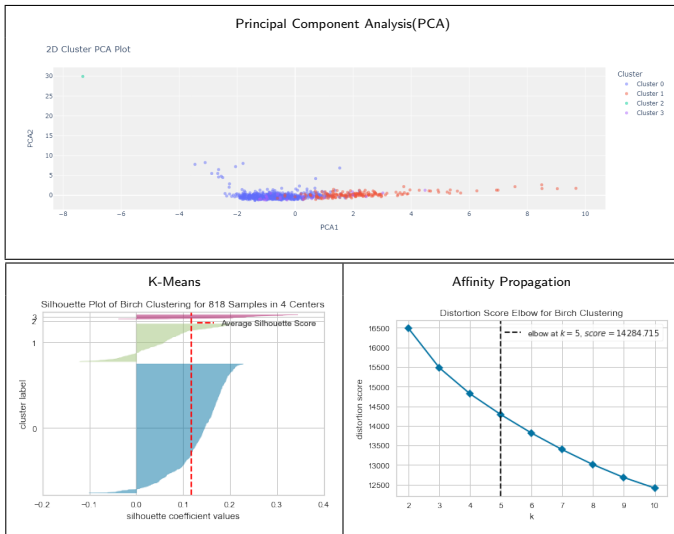 Principal Component Analysis(PCA)
2D Cluster PCA Plot
Cluster
Cluster 0
Cluster 1
Cluster 2
Cluster 3
PCA2
30
25
20
15
10
5
0
−8
−6
−4
−2
0
2
4
6
8
10
PCA1
K-Means
Silhouette Plot of Birch Clustering for 818 Samples in 4 Centers
Average Silhouette Score
cluster label
3
2
1
0
−0.2
−0.1
0.0
0.1
0.2
0.3
0.4
silhouette coefficient values
Affinity Propagation
Distortion Score Elbow for Birch Clustering
elbow at k = 5, score = 14284.715
distortion score
16500
16000
15500
15000
14500
14000
13500
13000
12500
2
3
4
5
6
7
8
9
10
k